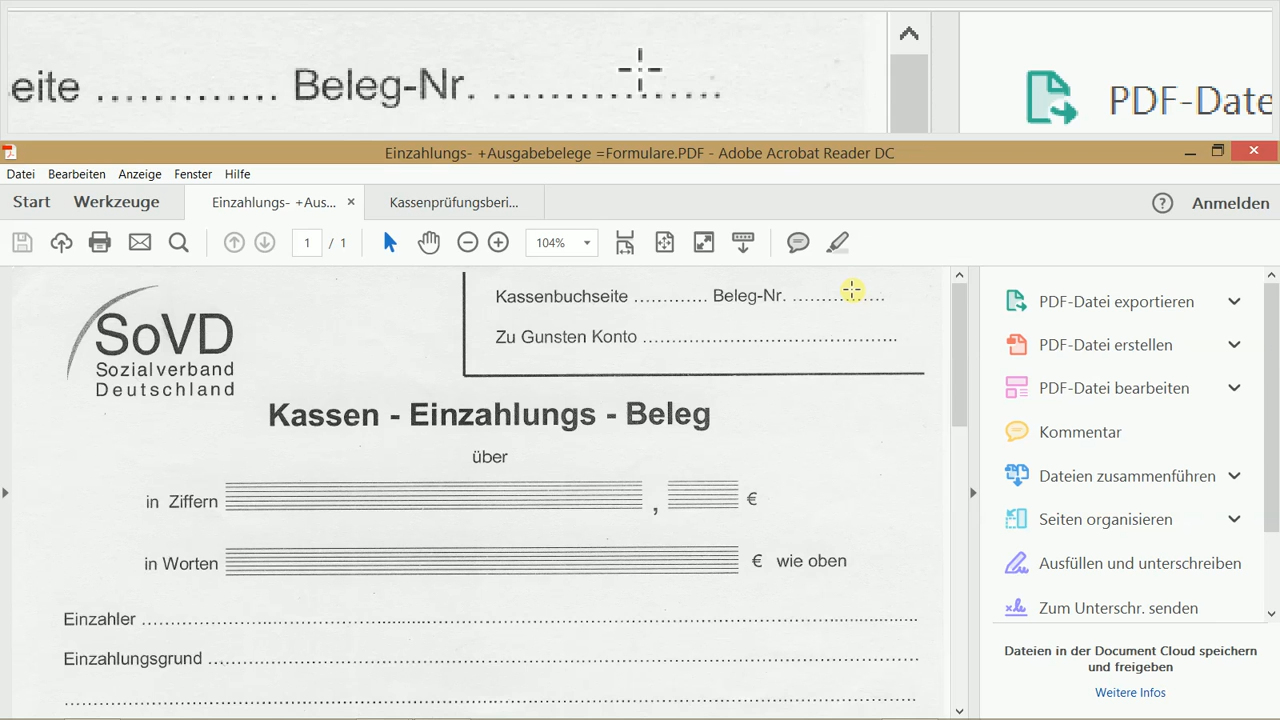 eite ............. Beleg-Nr. ................
PDF-Date
Einzahlungs- +Ausgabebelege =Formulare.PDF - Adobe Acrobat Reader DC
Datei Bearbeiten Anzeige Fenster Hilfe
Start Werkzeuge Einzahlungs- +Aus... × Kassenprüfungsberi... Anmelden
1 / 1 104%
Kassenbuchseite ............. Beleg-Nr. ................
Zu Gunsten Konto ............................................
SoVD
Sozialverband
Deutschland
Kassen - Einzahlungs - Beleg
über
in Ziffern , €
in Worten € wie oben
Einzahler ............................................
Einzahlungsgrund ............................................
PDF-Datei exportieren
PDF-Datei erstellen
PDF-Datei bearbeiten
Kommentar
Dateien zusammenführen
Seiten organisieren
Ausfüllen und unterschreiben
Zum Unterschr. senden
Dateien in der Document Cloud speichern
und freigeben
Weitere Infos